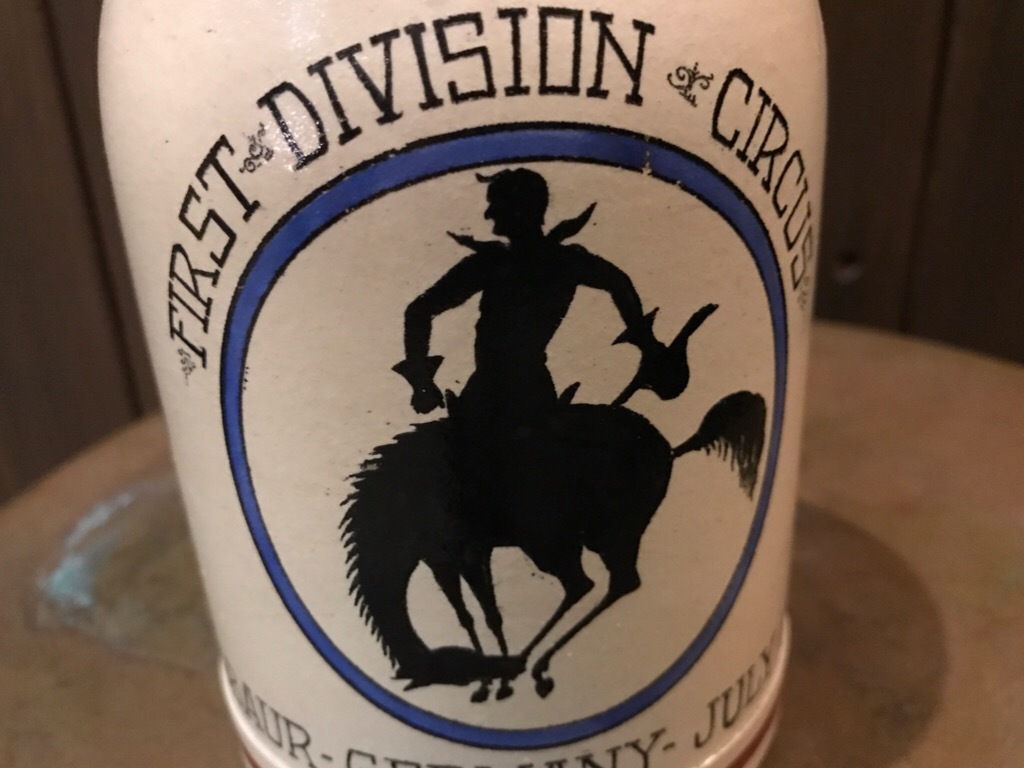 FIRST DIVISION CIRCUS
GERMANY - JULY